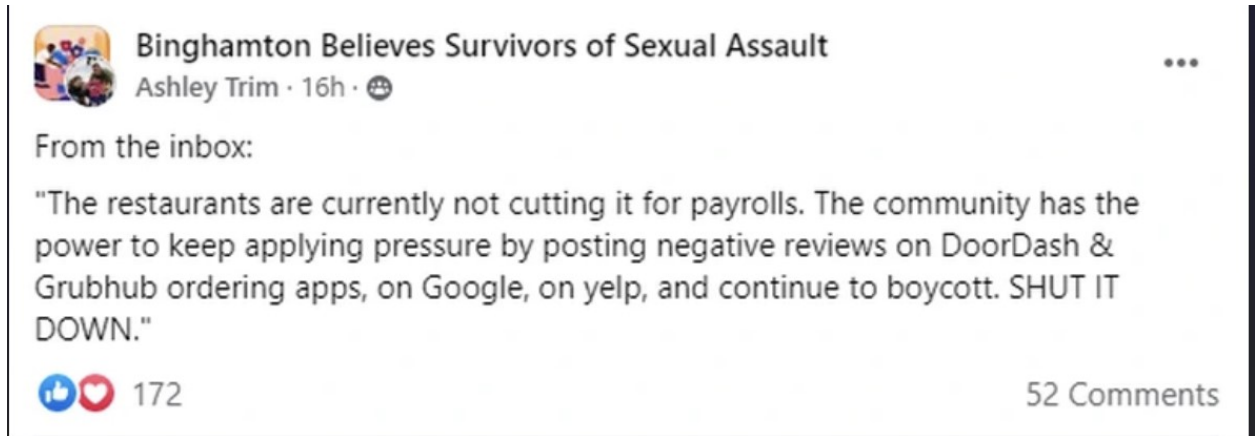 Binghamton Believes Survivors of Sexual Assault
Ashley Trim · 16h ·
From the inbox:
"The restaurants are currently not cutting it for payrolls. The community has the
power to keep applying pressure by posting negative reviews on DoorDash &
Grubhub ordering apps, on Google, on yelp, and continue to boycott. SHUT IT
DOWN."
172
52 Comments